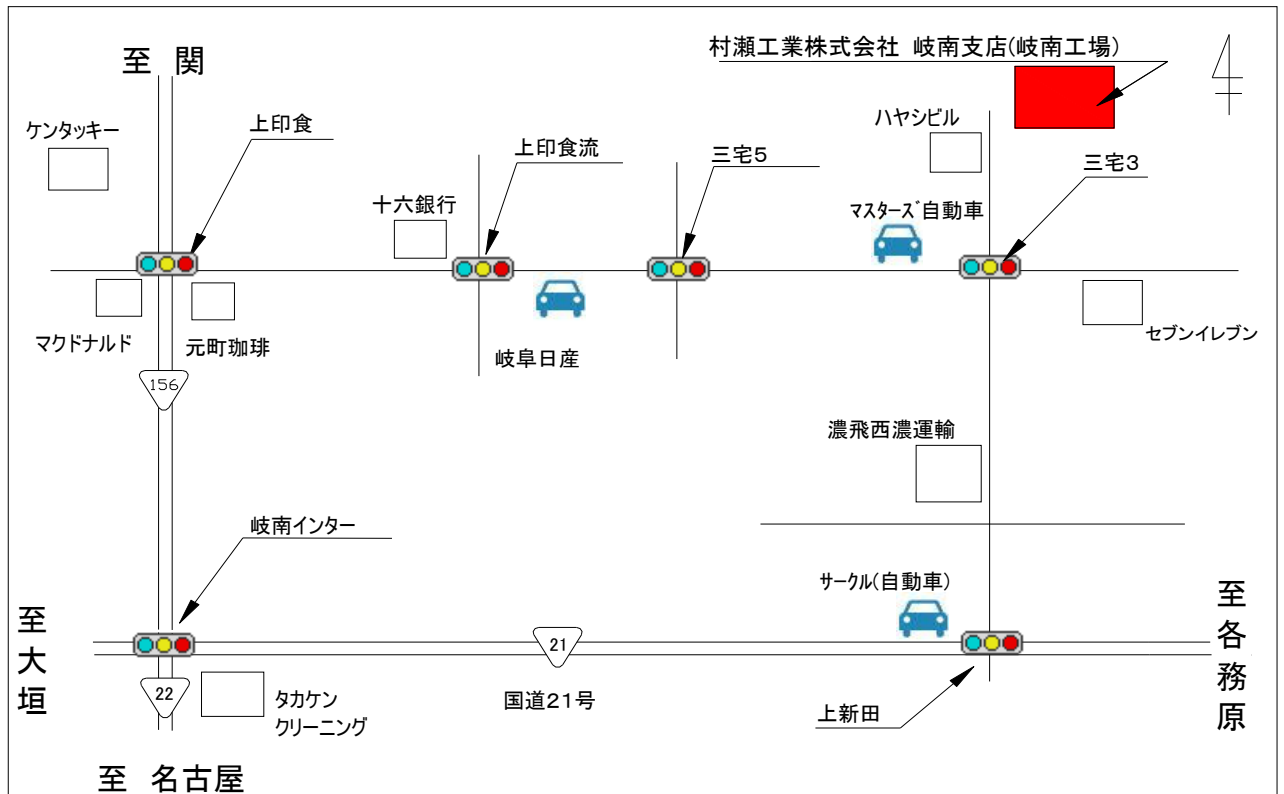 村瀬工業株式会社 岐南支店(岐南工場)
至 関
ケンタッキー
上印食
上印食流
三宅5
ハヤシビル
三宅3
十六銀行
マスターズ自動車
マクドナルド
元町珈琲
岐阜日産
セブンイレブン
156
濃飛西濃運輸
岐南インター
サークル(自動車)
至大垣
至各務原
21
22
タカケン
クリーニング
国道21号
上新田
至 名古屋